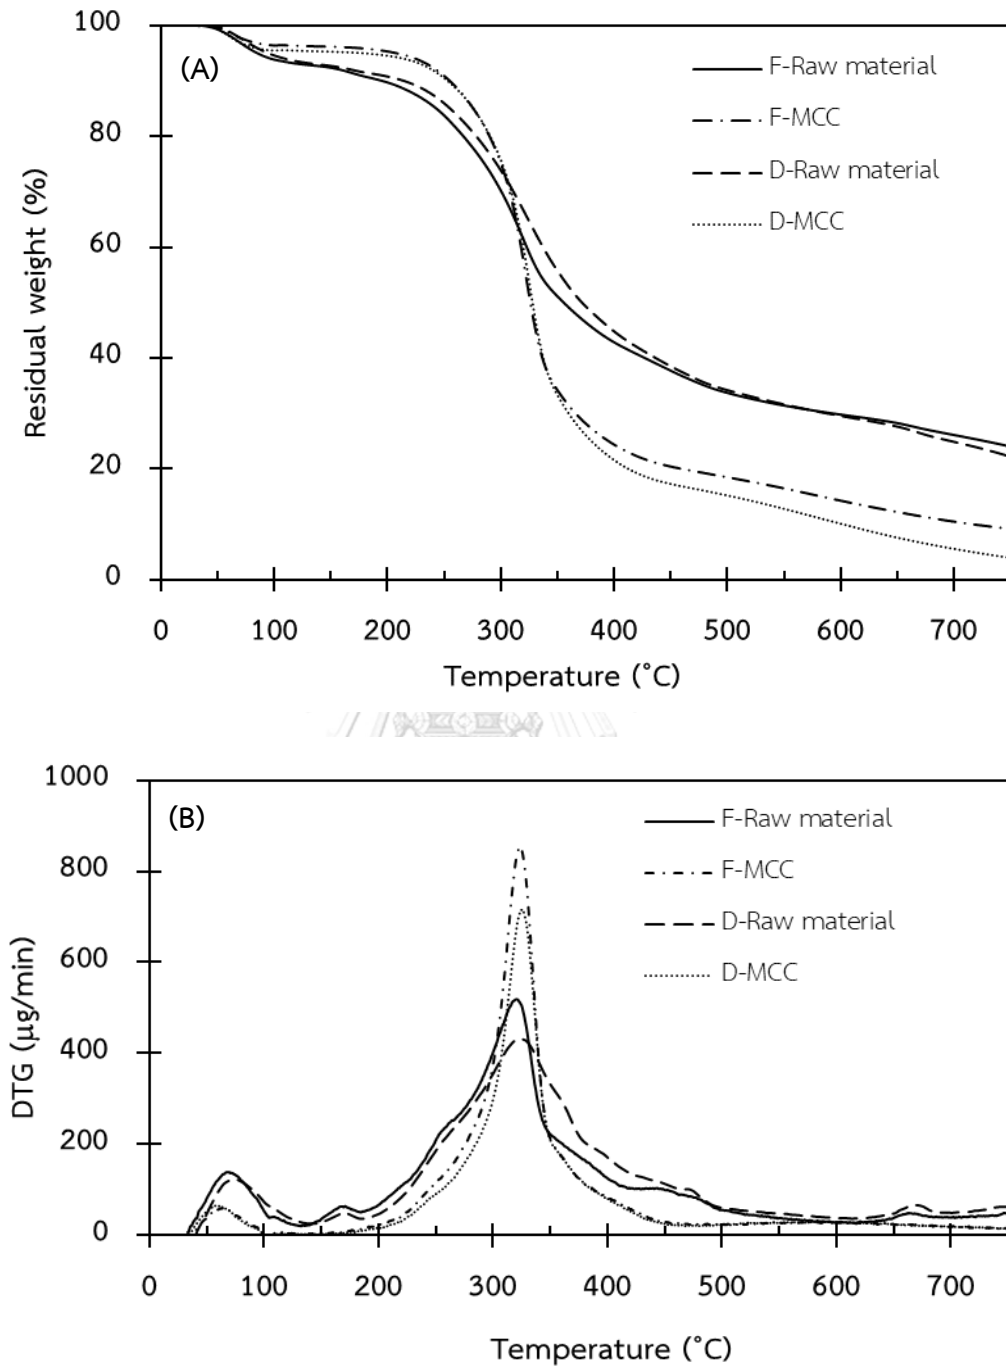 100
80
60
40
20
0
Residual weight (%)
(A)
F-Raw material
F-MCC
D-Raw material
D-MCC
0 100 200 300 400 500 600 700
Temperature (˚C)
1000
800
600
400
200
0
DTG (µg/min)
(B)
F-Raw material
F-MCC
D-Raw material
D-MCC
0 100 200 300 400 500 600 700
Temperature (˚C)